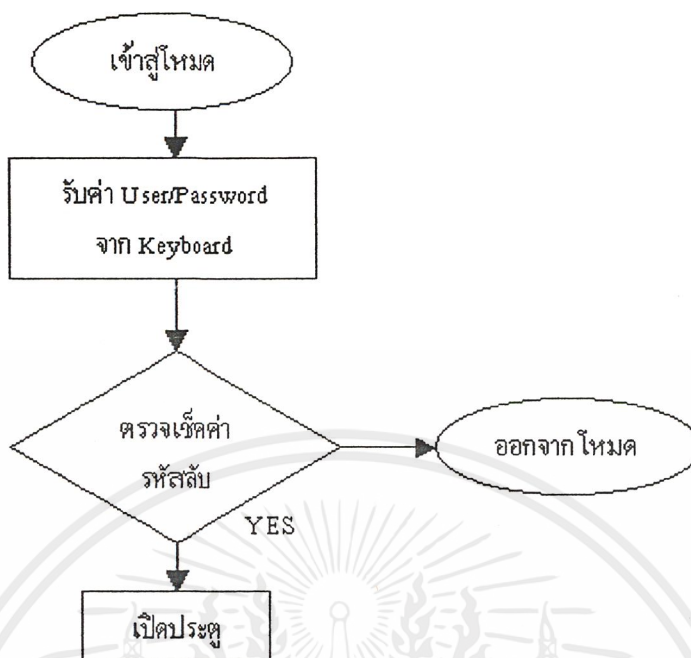 เข้าสู่โหมด
รับค่า User/Password
จาก Keyboard
ตรวจเช็คค่า
รหัสลับ
ออกจากโหมด
YES
เปิดประตู